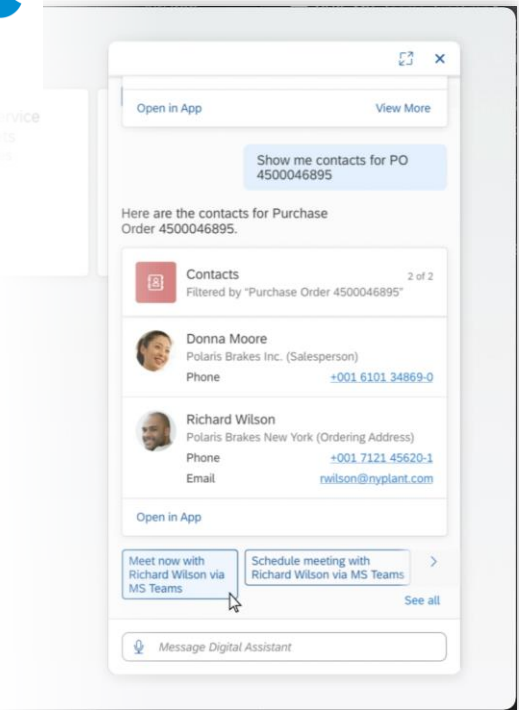 Open in App
View More
Show me contacts for PO
4500046895
Here are the contacts for Purchase
Order 4500046895.
Contacts
2 of 2
Filtered by "Purchase Order 4500046895"
Donna Moore
Polaris Brakes Inc. (Salesperson)
Phone
+001 6101 34869-0
Richard Wilson
Polaris Brakes New York (Ordering Address)
Phone
+001 7121 45620-1
Email
rwilson@nyplant.com
Open in App
Meet now with
Richard Wilson via
MS Teams
Schedule meeting with
Richard Wilson via MS Teams
See all
Message Digital Assistant